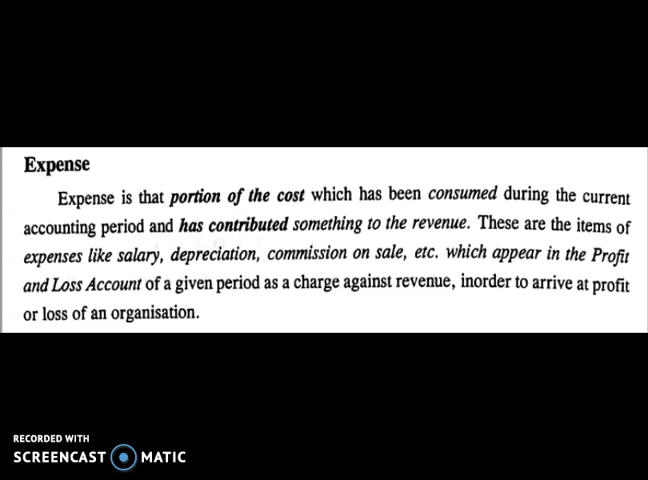 Expense
Expense is that portion of the cost which has been consumed during the current
accounting period and has contributed something to the revenue. These are the items of
expenses like salary, depreciation, commission on sale, etc. which appear in the Profit
and Loss Account of a given period as a charge against revenue, inorder to arrive at profit
or loss of an organisation.
RECORDED WITH
SCREENCAST MATIC